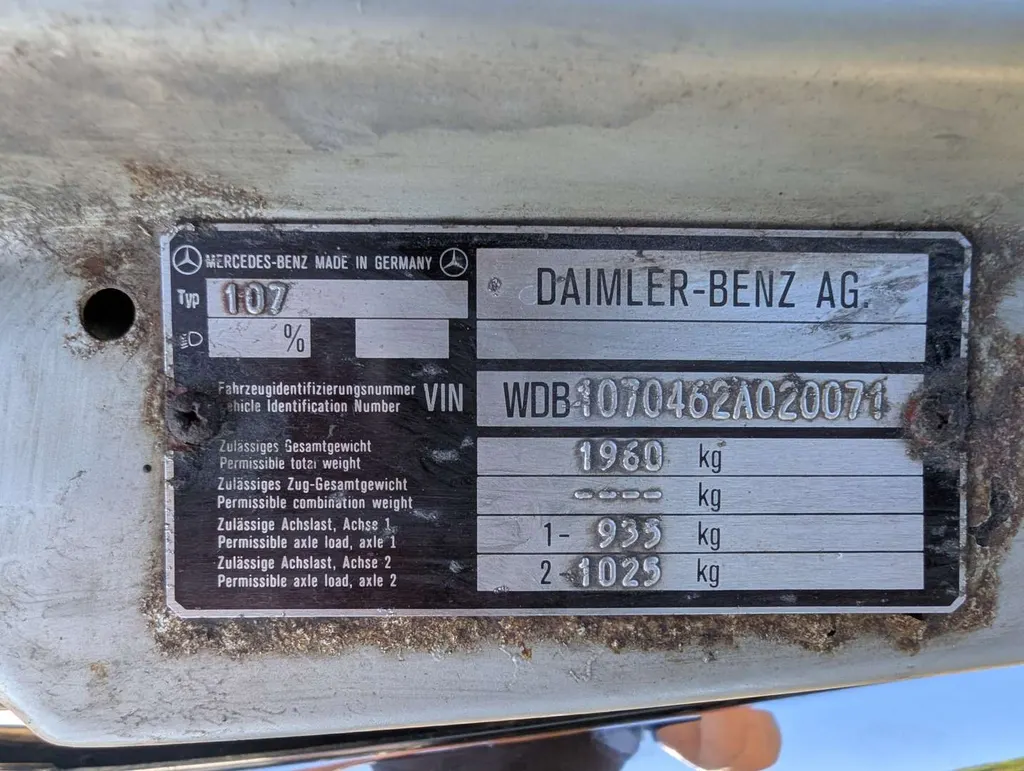 MERCEDES-BENZ MADE IN GERMANY
DAIMLER-BENZ AG
Typ 107
%
Fahrzeugidentifizierungsnummer
Vehicle Identification Number
VIN
WDB1070462A020071
Zulässiges Gesamtgewicht
Permissible total weight
1960 kg
Zulässiges Zug-Gesamtgewicht
Permissible combination weight
---- kg
Zulässige Achslast, Achse 1
Permissible axle load, axle 1
1- 935 kg
Zulässige Achslast, Achse 2
Permissible axle load, axle 2
2-1025 kg